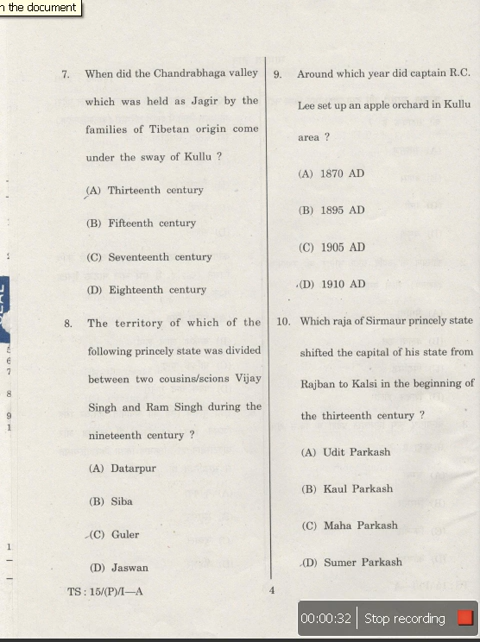 n the document
7. When did the Chandrabhaga valley
which was held as Jagir by the
families of Tibetan origin come
under the sway of Kullu ?
(A) Thirteenth century
(B) Fifteenth century
(C) Seventeenth century
(D) Eighteenth century
8. The territory of which of the
following princely state was divided
between two cousins/scions Vijay
Singh and Ram Singh during the
nineteenth century ?
(A) Datarpur
(B) Siba
(C) Guler
(D) Jaswan
TS : 15/(P)/I—A
9. Around which year did captain R.C.
Lee set up an apple orchard in Kullu
area ?
(A) 1870 AD
(B) 1895 AD
(C) 1905 AD
(D) 1910 AD
10. Which raja of Sirmaur princely state
shifted the capital of his state from
Rajban to Kalsi in the beginning of
the thirteenth century ?
(A) Udit Parkash
(B) Kaul Parkash
(C) Maha Parkash
(D) Sumer Parkash
4
00:00:32 Stop recording